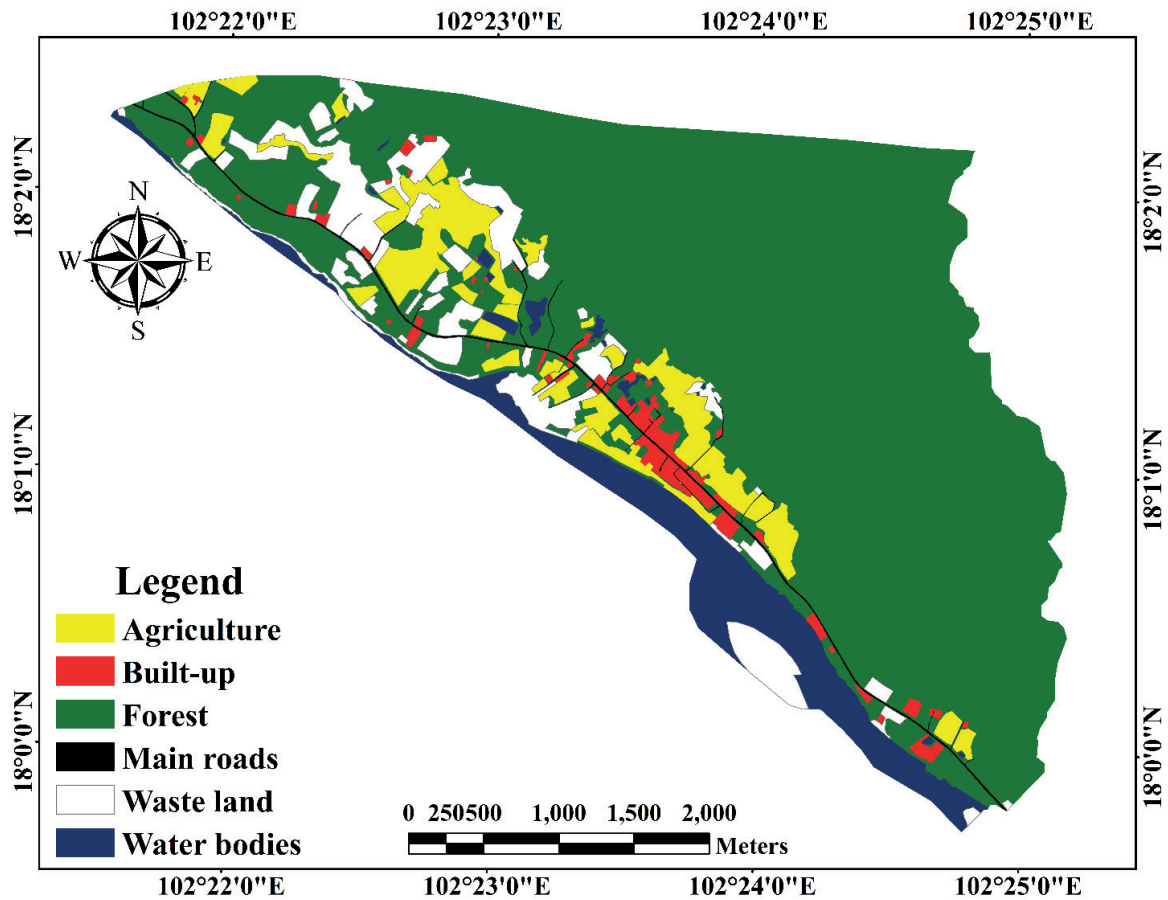 102°22'0"E 102°23'0"E 102°24'0"E 102°25'0"E
18°2'0"N
18°2'0"N
N
W E
S
18°1'0"N
18°1'0"N
18°0'0"N
18°0'0"N
Legend
Agriculture
Built-up
Forest
Main roads
Waste land
Water bodies
0 250500 1,000 1,500 2,000
Meters
102°22'0"E 102°23'0"E 102°24'0"E 102°25'0"E